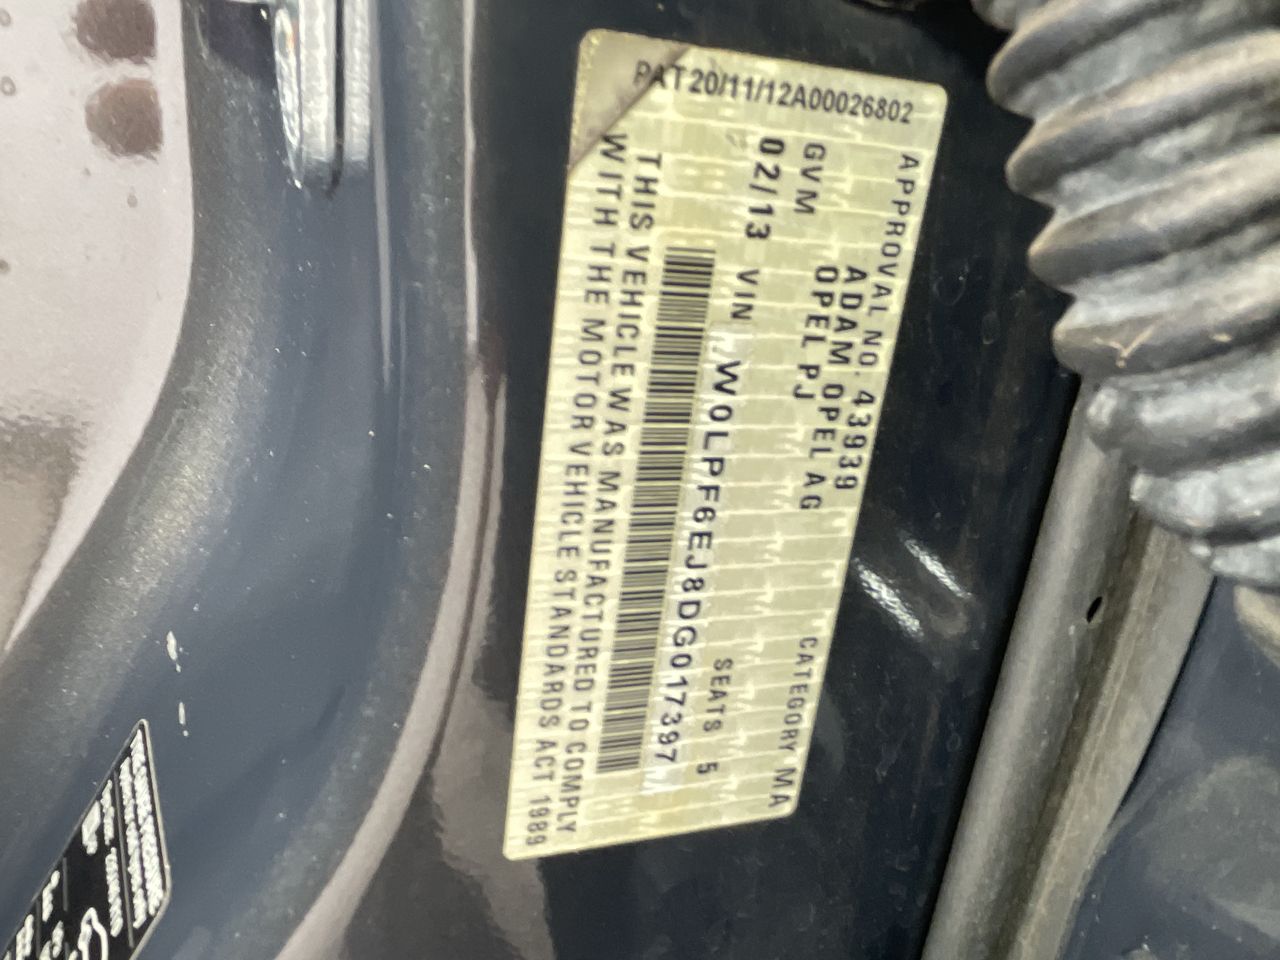 PAT20/11/12A00026802
APPROVAL NO. 43939 CATEGORY MA
ADAM OPEL AG
GVM OPEL PJ
02/13 VIN W0LPF6EJ8DG017397 SEATS 5
THIS VEHICLE WAS MANUFACTURED TO COMPLY
WITH THE MOTOR VEHICLE STANDARDS ACT 1989